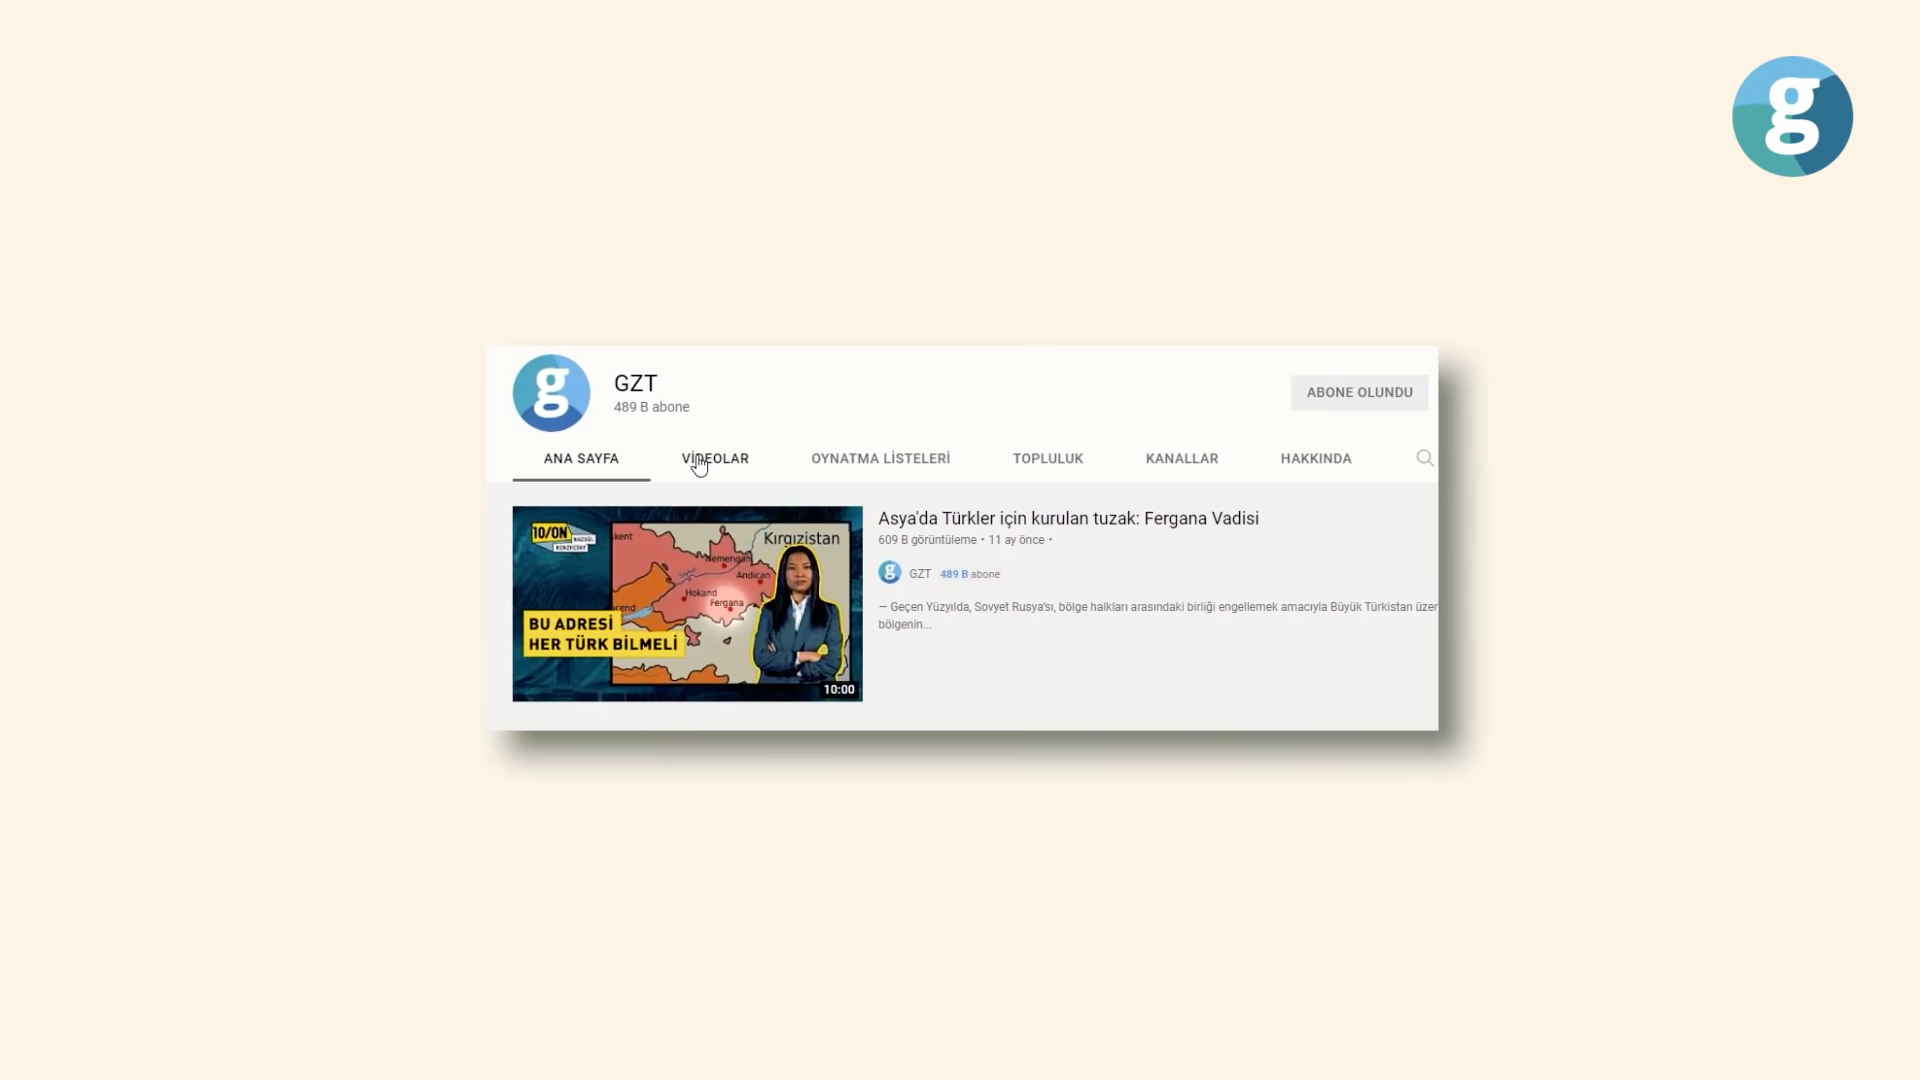 g
g
GZT
489 B abone
ABONE OLUNDU
ANA SAYFA
VİDEOLAR
OYNATMA LİSTELERİ
TOPLULUK
KANALLAR
HAKKINDA
10/ON
Kırgızistan
Nemengan
Andican
Hokand
Fergana
BU ADRESİ
HER TÜRK BİLMELİ
10:00
Asya'da Türkler için kurulan tuzak: Fergana Vadisi
609 B görüntüleme • 11 ay önce •
g
GZT 489 B abone
— Geçen Yüzyılda, Sovyet Rusya'sı, bölge halkları arasındaki birliği engellemek amacıyla Büyük Türkistan üzer
bölgenin...